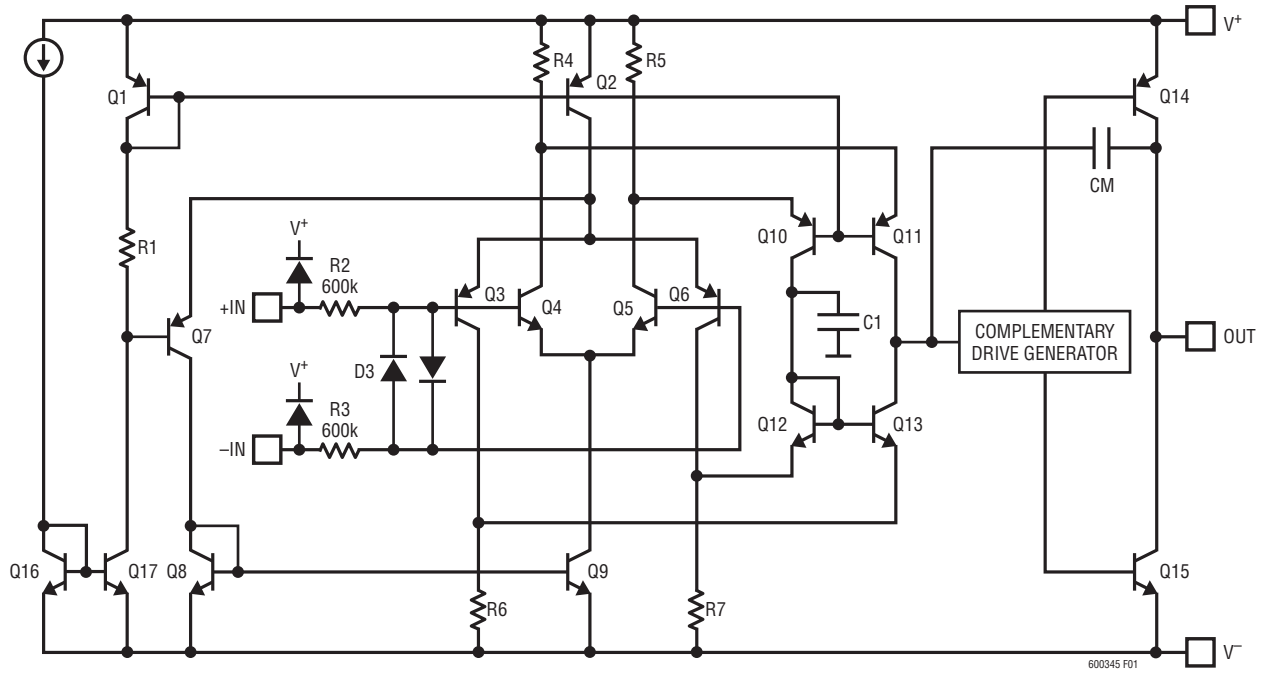 V+
R4
Q2
R5
Q1
Q14
CM
V+
R1
R2
600k
Q10
Q11
+IN
Q3
Q4
Q5
Q6
C1
Q7
COMPLEMENTARY
DRIVE GENERATOR
OUT
V+
D3
R3
600k
Q12
Q13
–IN
Q16
Q17
Q8
Q9
Q15
R6
R7
V–
600345 F01